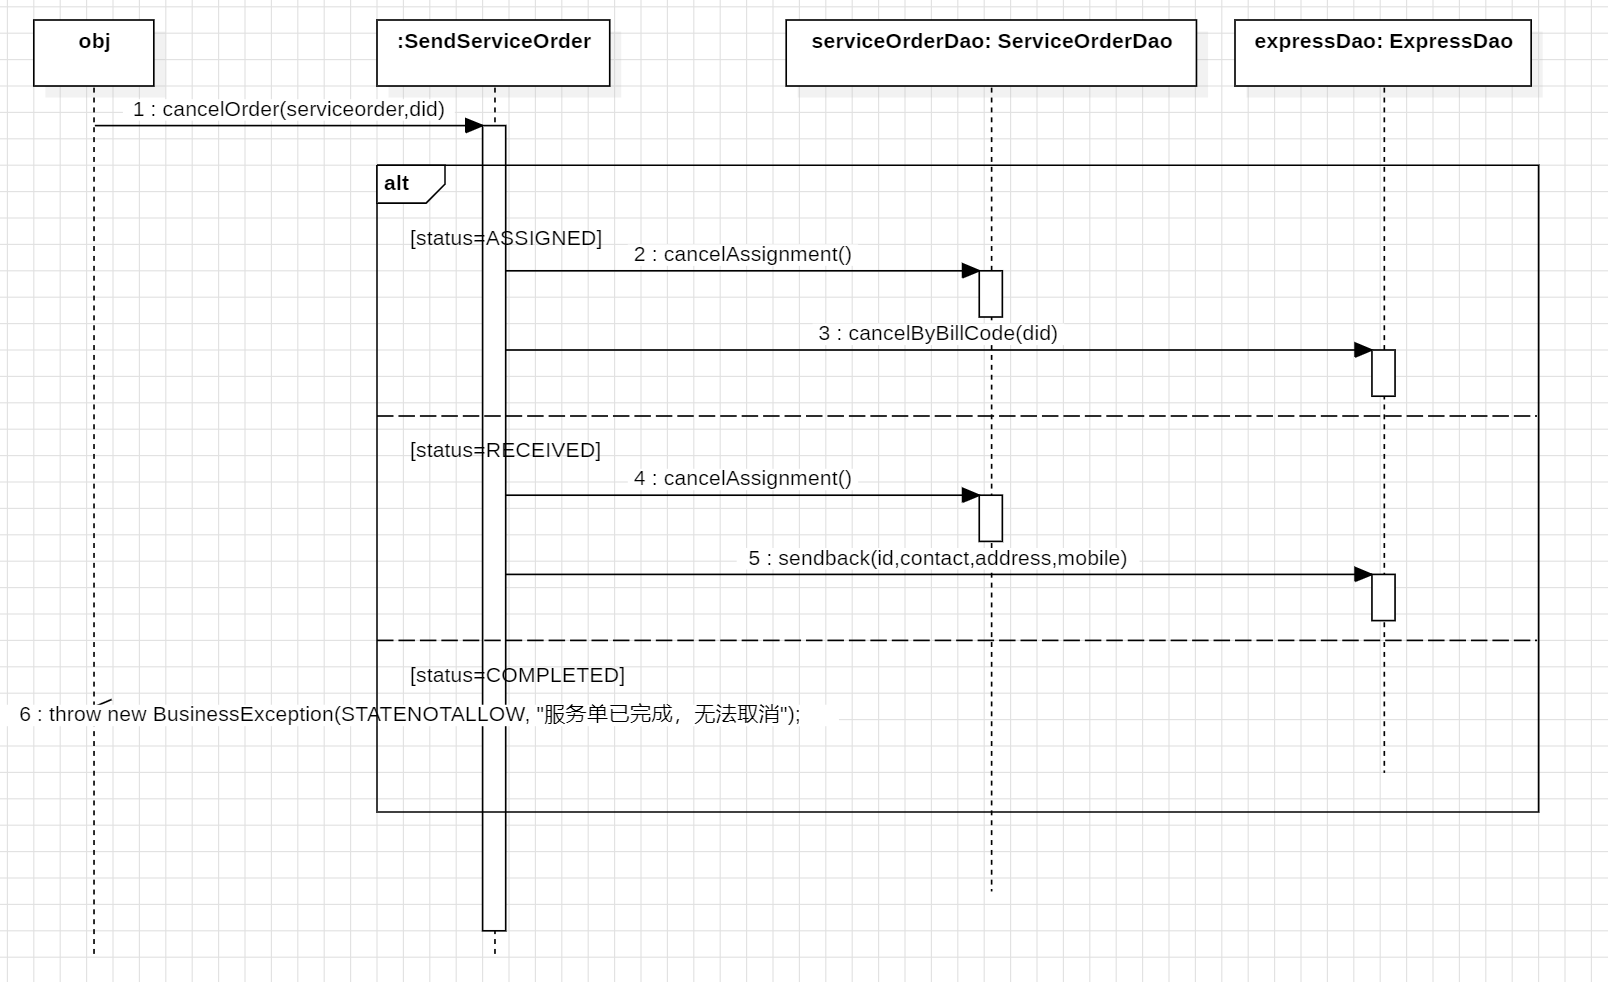 obj
:SendServiceOrder
serviceOrderDao: ServiceOrderDao
expressDao: ExpressDao
1 : cancelOrder(serviceorder,did)
alt
[status=ASSIGNED]
2 : cancelAssignment()
3 : cancelByBillCode(did)
[status=RECEIVED]
4 : cancelAssignment()
5 : sendback(id,contact,address,mobile)
[status=COMPLETED]
6 : throw new BusinessException(STATENOTALLOW, "服务单已完成，无法取消");